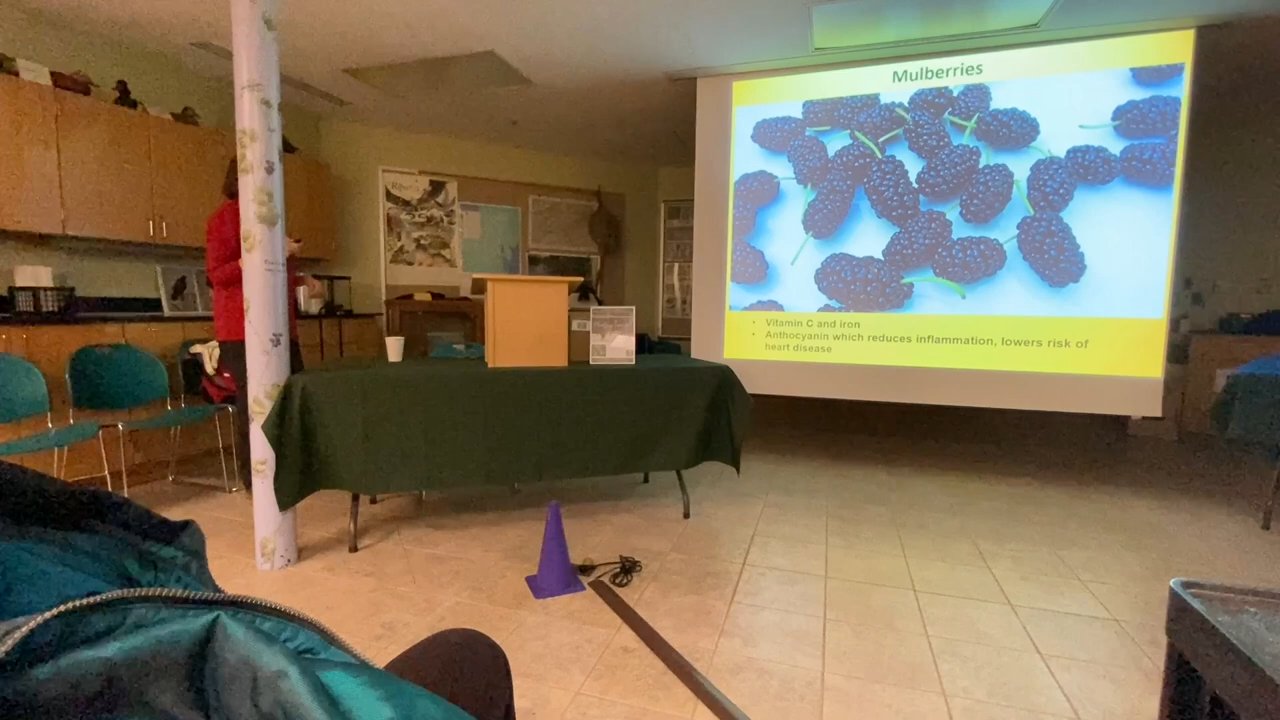 Mulberries
• Vitamin C and iron
• Anthocyanin which reduces inflammation, lowers risk of
heart disease